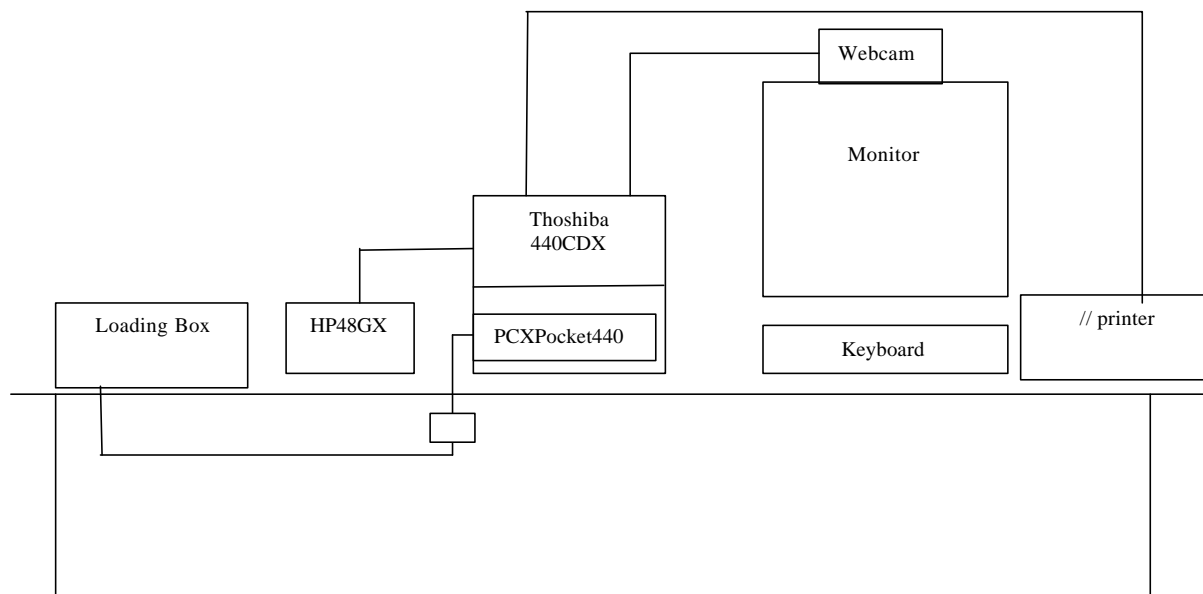 Webcam
Monitor
Thoshiba
440CDX
Loading Box
HP48GX
PCXPocket440
// printer
Keyboard